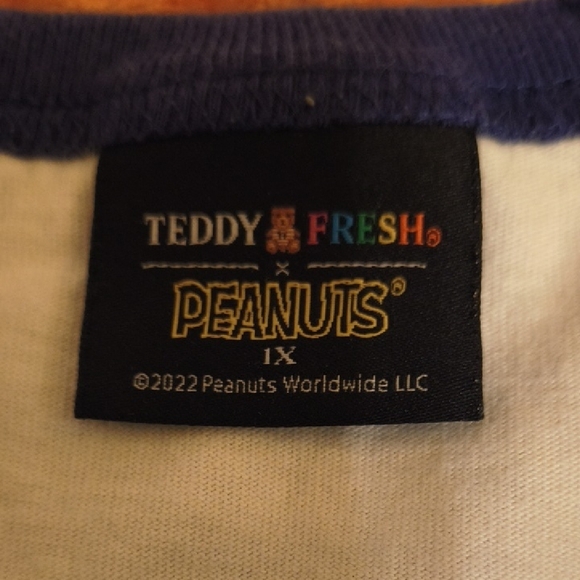 TEDDY FRESH®
×
PEANUTS®
1X
©2022 Peanuts Worldwide LLC